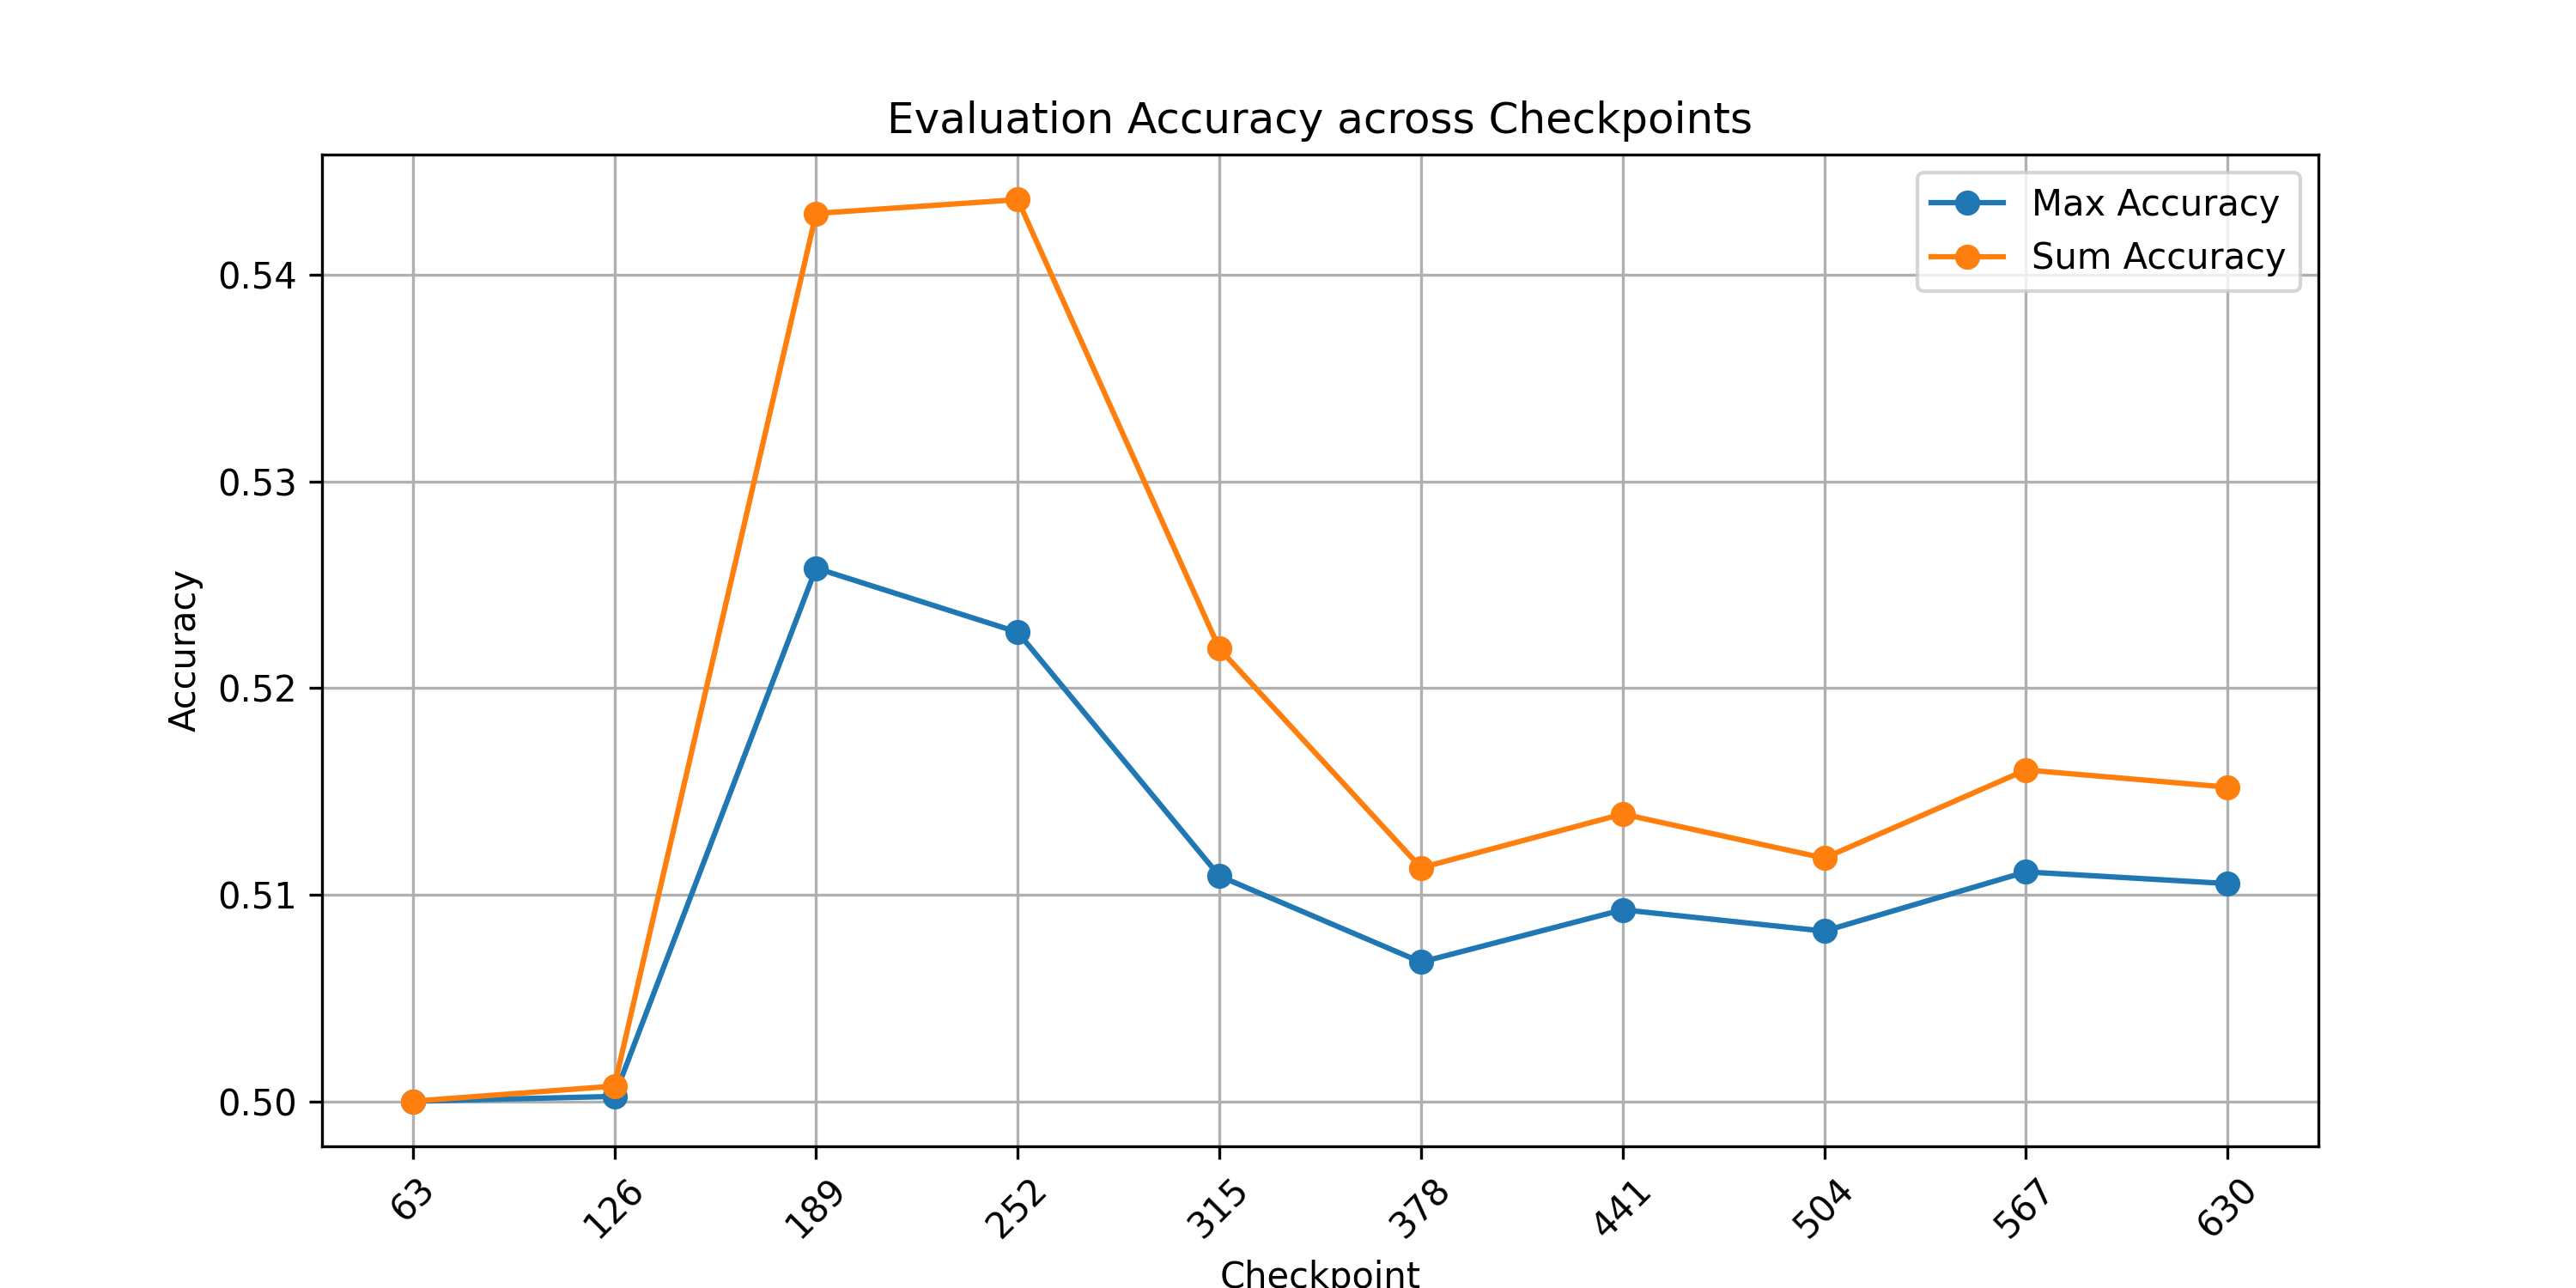 Evaluation Accuracy across Checkpoints
Max Accuracy
Sum Accuracy
Accuracy
0.54
0.53
0.52
0.51
0.50
63 126 189 252 315 378 441 504 567 630
Checkpoint